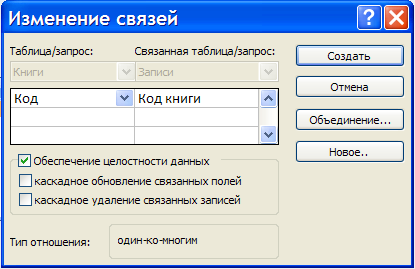 Изменение связей
Таблица/запрос: Связанная таблица/запрос:
Книги Записи
Код Код книги
Обеспечение целостности данных
каскадное обновление связанных полей
каскадное удаление связанных записей
Тип отношения: один-ко-многим
Создать
Отмена
Объединение...
Новое..